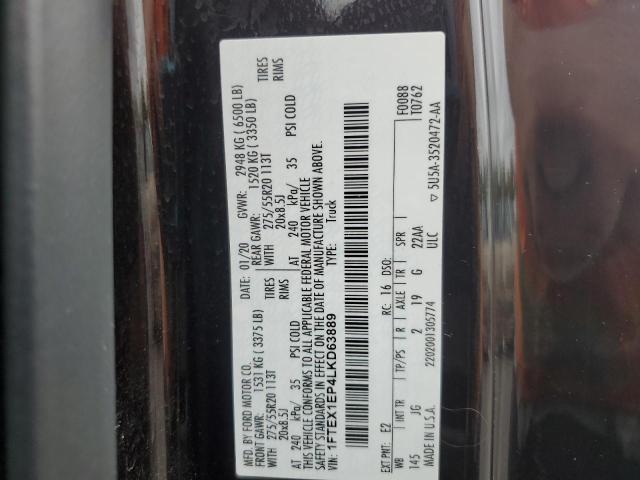 MFD. BY FORD MOTOR CO.
DATE: 01/20 GVWR: 2948 KG ( 6500 LB)
FRONT GAWR: 1531 KG ( 3375 LB) REAR GAWR: 1520 KG ( 3350 LB)
275/55R20 113T TIRES WITH 275/55R20 113T TIRES
20x8.5J RIMS 20x8.5J RIMS
AT 240 kPa/ 35 PSI COLD AT 240 kPa/ 35 PSI COLD
THIS VEHICLE CONFORMS TO ALL APPLICABLE FEDERAL MOTOR VEHICLE
SAFETY STANDARDS IN EFFECT ON THE DATE OF MANUFACTURE SHOWN ABOVE.
VIN: 1FTEX1EP4LKD63889 TYPE: Truck
F0088
T0762
EXT PNT: E2 RC: 16 DSO:
WB INT TR TP/PS R AXLE TR SPR
145 JG 2 19 G 22AA
MADE IN U.S.A. 2202001305774 ULC
▽ 5U5A-3520472-AA